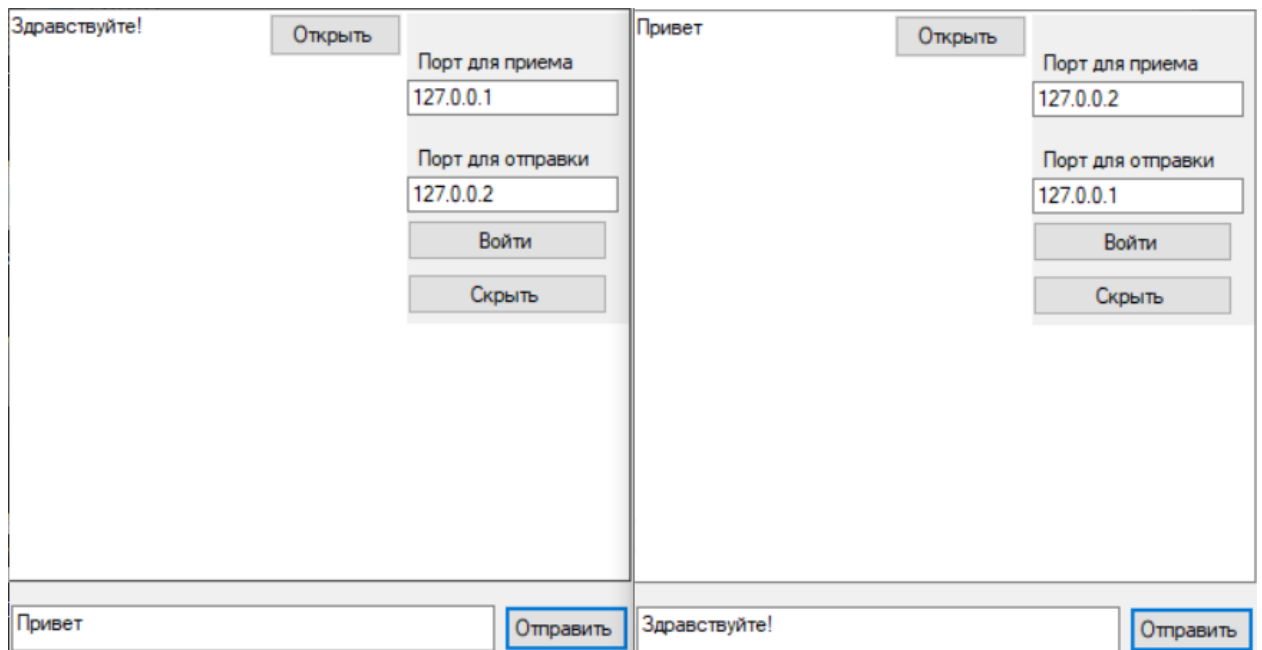 Здравствуйте!
Открыть
Порт для приема
127.0.0.1
Порт для отправки
127.0.0.2
Войти
Скрыть
Привет
Отправить
Привет
Открыть
Порт для приема
127.0.0.2
Порт для отправки
127.0.0.1
Войти
Скрыть
Здравствуйте!
Отправить